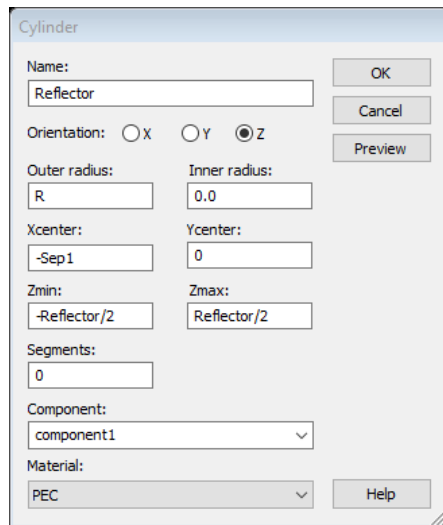 Cylinder
Name:
OK
Reflector
Cancel
Orientation: X Y Z
Preview
Outer radius: Inner radius:
R 0.0
Xcenter: Ycenter:
-Sep1 0
Zmin: Zmax:
-Reflector/2 Reflector/2
Segments:
0
Component:
component1
Material:
PEC Help